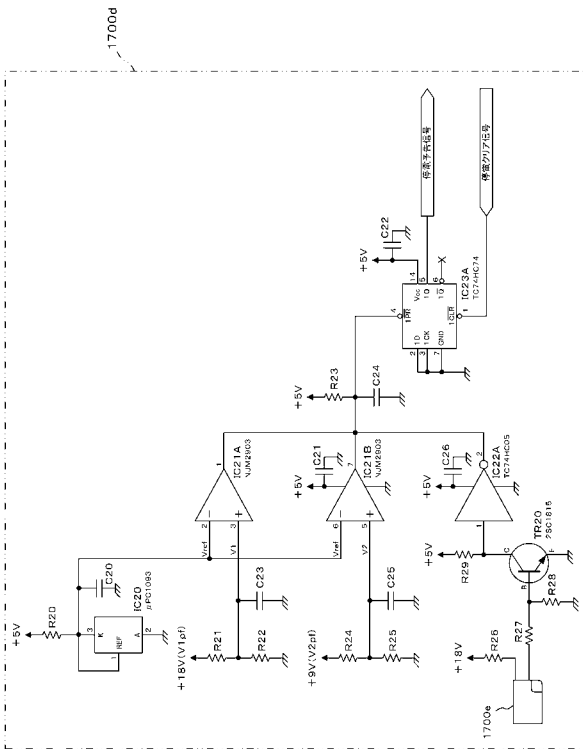 1700d
+5V
R20
C20
IC20
μPC1093
3
K
REF
1
A
2
+18V(V1pf)
R21
R22
C23
Vref
V1
2
3
−
+
1
IC21A
NJM2903
+9V(V2pf)
R24
R25
C25
Vref
V2
6
5
−
+
7
+5V
C21
IC21B
NJM2903
+5V
R23
C24
+18V
R26
R27
R28
1700e
B
C
E
TR20
2SC1815
+5V
R29
1
2
+5V
C26
IC22A
TC74HC05
+5V
C22
14
Vcc
5
1Q
6
1Q
4
1PR
2
1D
3
1CK
7
GND
1CLR
1
IC23A
TC74HC74
停電予告信号
停電クリア信号